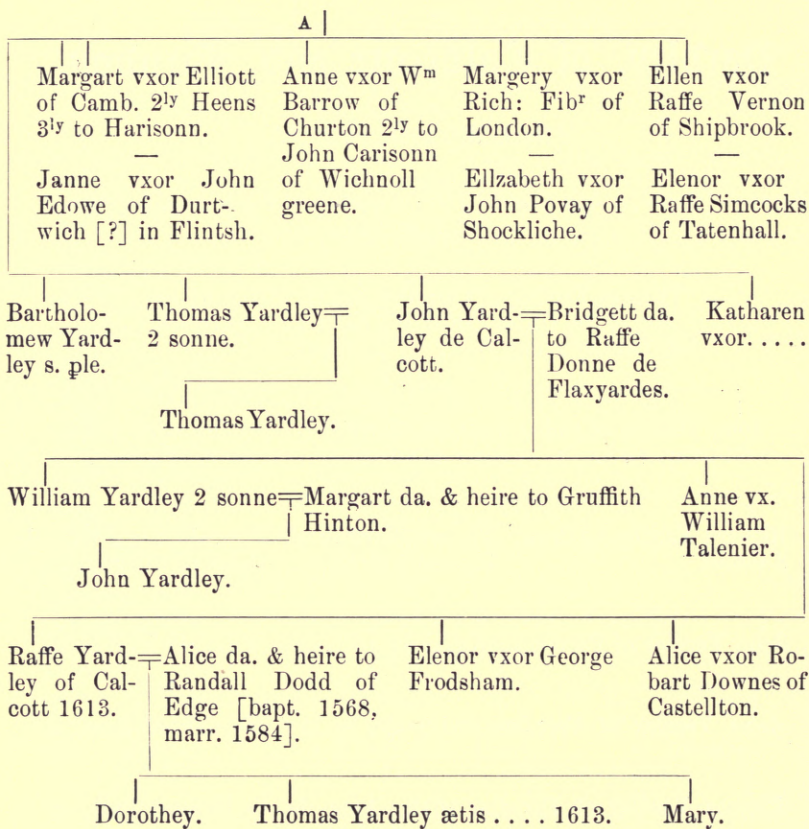 A
Margart vxor Elliott
of Camb. 2ly Heens
3ly to Harisonn.
—
Janne vxor John
Edowe of Durt-
wich [?] in Flintsh.
Anne vxor Wm
Barrow of
Churton 2ly to
John Carisonn
of Wichnoll
greene.
Margery vxor
Rich: Fibr of
London.
—
Ellzabeth vxor
John Povay of
Shockliche.
Ellen vxor
Raffe Vernon
of Shipbrook.
—
Elenor vxor
Raffe Simcocks
of Tatenhall.
Bartholo-
mew Yard-
ley s. ꝑle.
Thomas Yardley
2 sonne.
John Yard-
ley de Cal-
cott.
Bridgett da.
to Raffe
Donne de
Flaxyardes.
Katharen
vxor. . . . .
Thomas Yardley.
William Yardley 2 sonne
Margart da. & heire to Gruffith
Hinton.
Anne vx.
William
Talenier.
John Yardley.
Raffe Yard-
ley of Cal-
cott 1613.
Alice da. & heire to
Randall Dodd of
Edge [bapt. 1568,
marr. 1584].
Elenor vxor George
Frodsham.
Alice vxor Ro-
bart Downes of
Castellton.
Dorothey.
Thomas Yardley ætis . . . . 1613.
Mary.